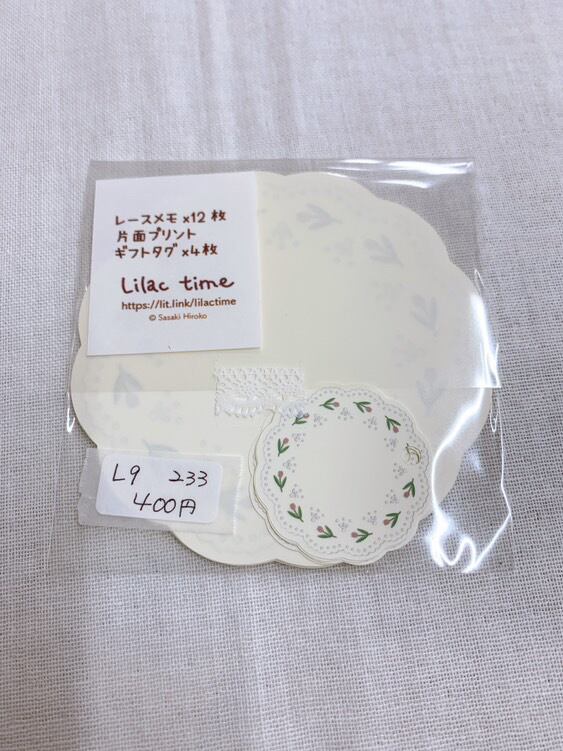 レースメモ x12 枚
片面プリント
ギフトタグ x4枚
Lilac time
https://lit.link/lilactime
© Sasaki Hiroko
L9 233
400円